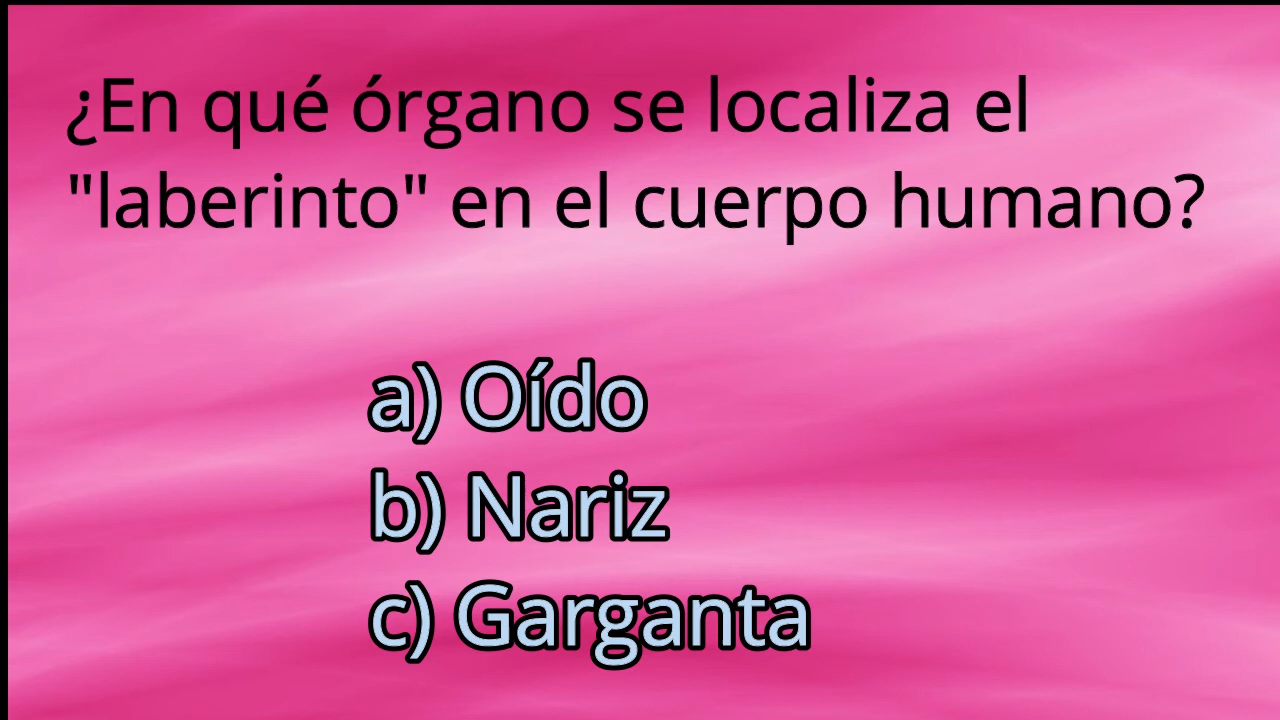 ¿En qué órgano se localiza el
"laberinto" en el cuerpo humano?
a) Oído
b) Nariz
c) Garganta